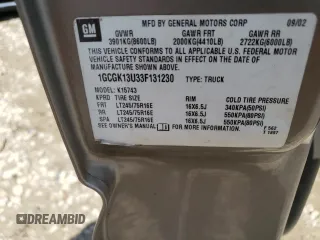 GM
MFD BY GENERAL MOTORS CORP 09/02
GVWR GAWR FRT GAWR RR
3901KG(8600LB) 2000KG(4410LB) 2722KG(6000LB)
THIS VEHICLE CONFORMS TO ALL APPLICABLE U.S. FEDERAL MOTOR
VEHICLE SAFETY STANDARDS IN EFFECT ON THE DATE OF
MANUFACTURE SHOWN ABOVE.
1GCGK13U33F131230 TYPE: TRUCK
MODEL: K15743
TIRE SIZE RIM COLD TIRE PRESSURE
FRT LT245/75R16E 16X6.5J 340KPA(50PSI)
RR LT245/75R16E 16X6.5J 550KPA(80PSI)
SPA LT245/75R16E 16X6.5J 550KPA(80PSI)
DREAMBID